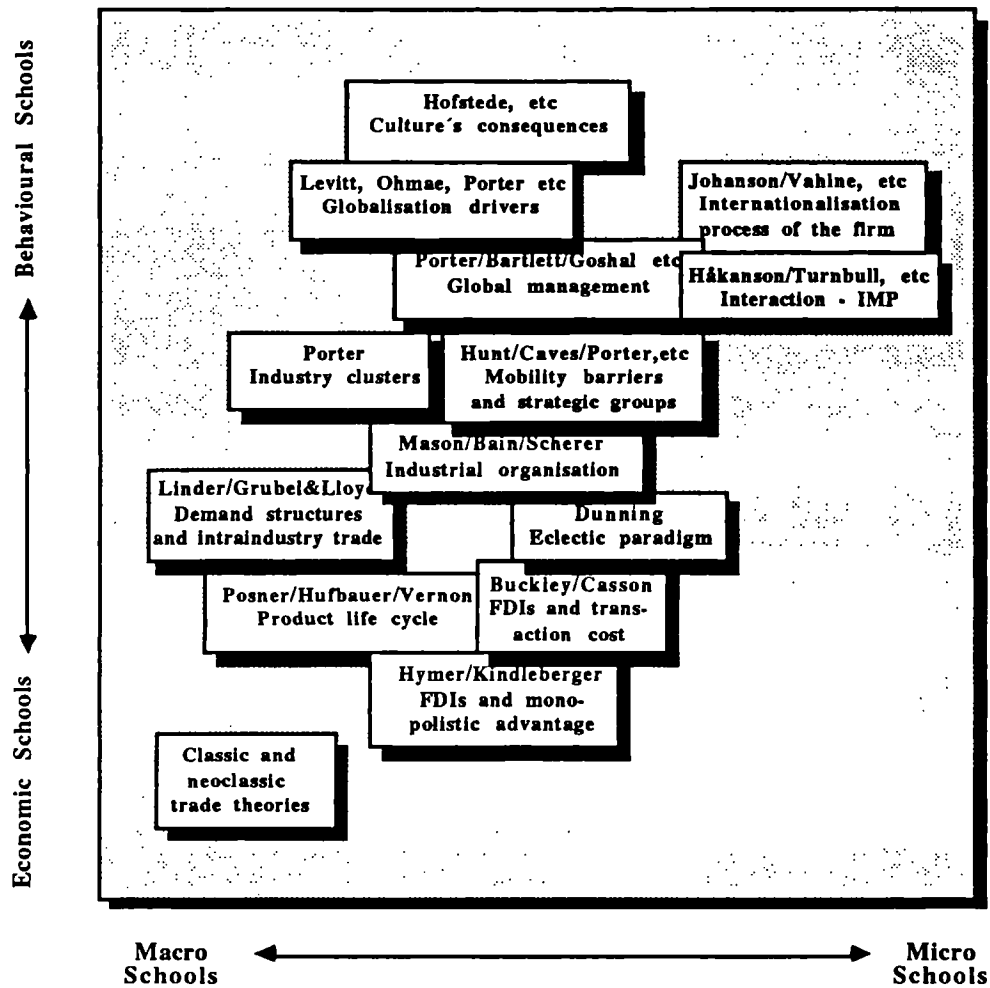 Behavioural Schools
Economic Schools
Hofstede, etc
Culture´s consequences
Levitt, Ohmae, Porter etc
Globalisation drivers
Johanson/Vahlne, etc
Internationalisation
process of the firm
Porter/Bartlett/Goshal etc
Global management
Håkanson/Turnbull, etc
Interaction - IMP
Porter
Industry clusters
Hunt/Caves/Porter,etc
Mobility barriers
and strategic groups
Mason/Bain/Scherer
Industrial organisation
Linder/Grubel&Lloyd
Demand structures
and intraindustry trade
Dunning
Eclectic paradigm
Posner/Hufbauer/Vernon
Product life cycle
Buckley/Casson
FDIs and trans-
action cost
Hymer/Kindleberger
FDIs and mono-
polistic advantage
Classic and
neoclassic
trade theories
Macro
Schools
Micro
Schools